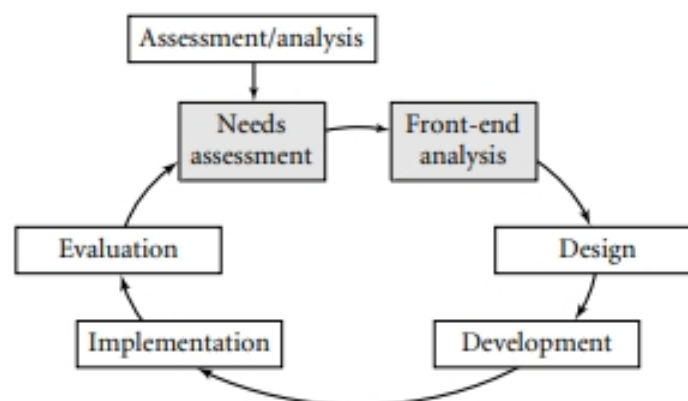 Assessment/analysis
Needs
assessment
Front-end
analysis
Evaluation
Design
Implementation
Development